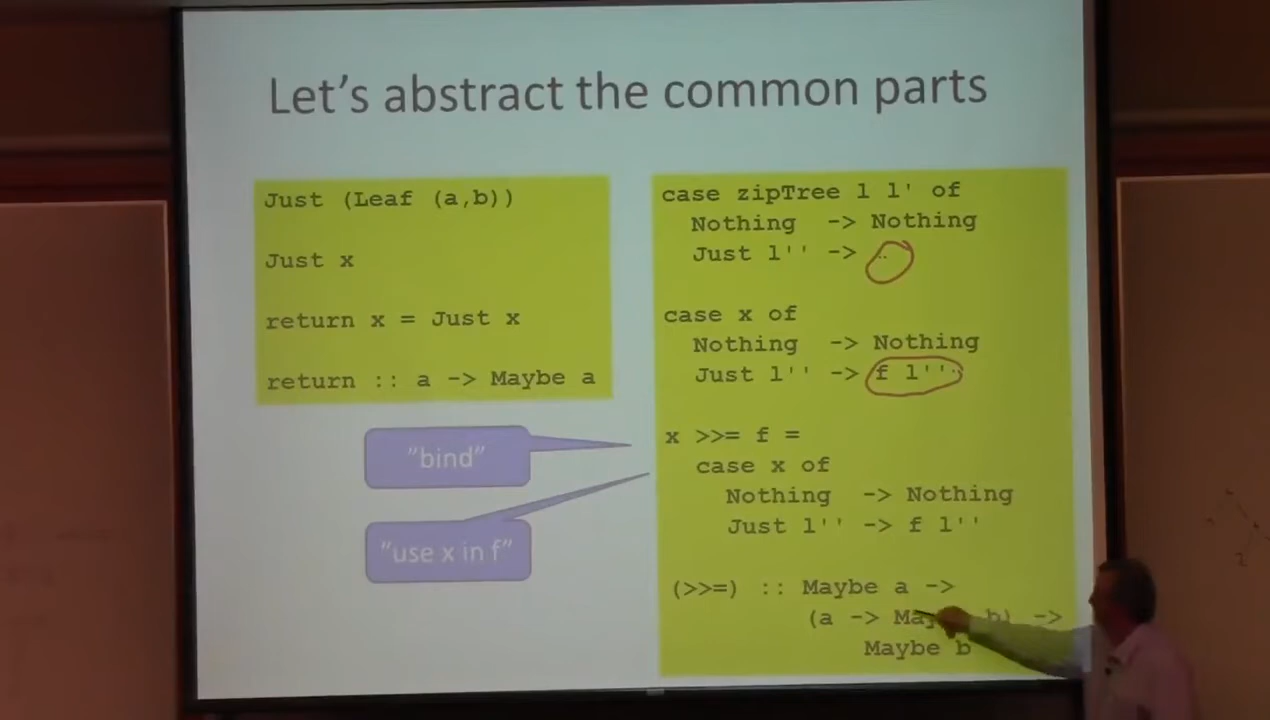 Let's abstract the common parts
Just (Leaf (a,b))
Just x
return x = Just x
return :: a -> Maybe a
"bind"
"use x in f"
case zipTree l l' of
Nothing -> Nothing
Just l'' -> ..
case x of
Nothing -> Nothing
Just l'' -> f l''
x >>= f =
case x of
Nothing -> Nothing
Just l'' -> f l''
(>>=) :: Maybe a ->
(a -> b) ->
Maybe b